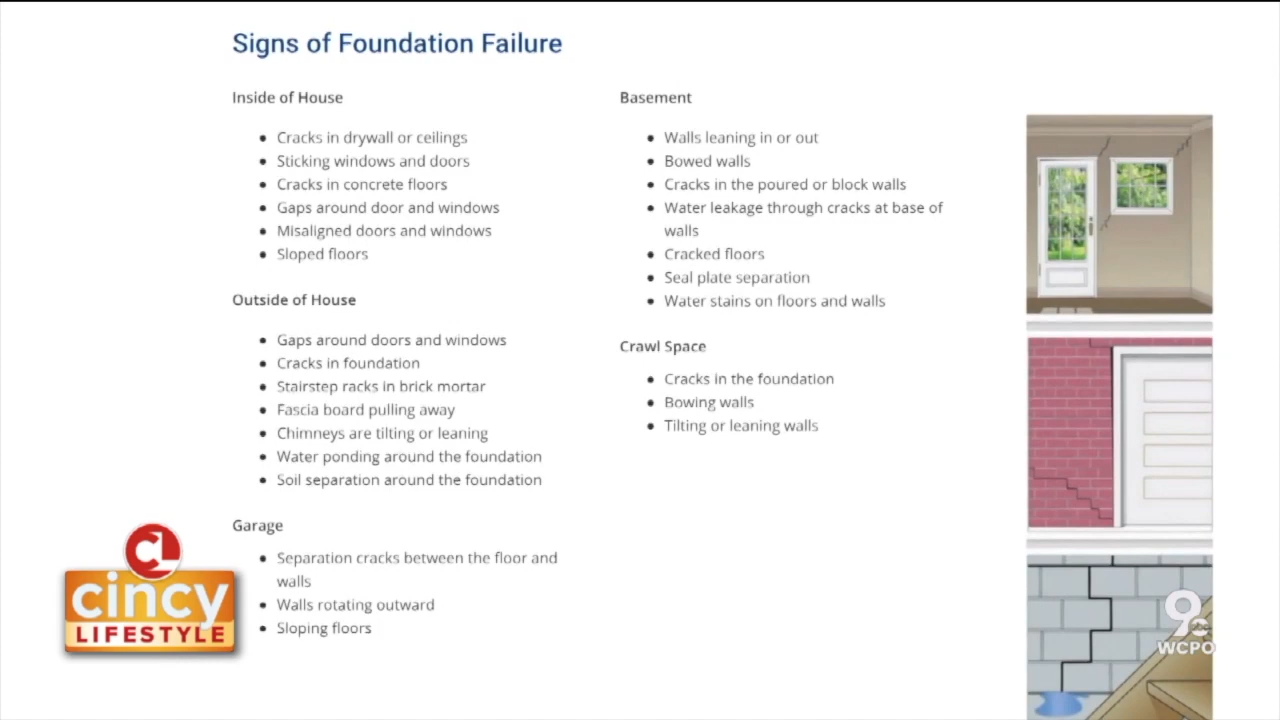 Signs of Foundation Failure
Inside of House
Cracks in drywall or ceilings
Sticking windows and doors
Cracks in concrete floors
Gaps around door and windows
Misaligned doors and windows
Sloped floors
Outside of House
Gaps around doors and windows
Cracks in foundation
Stairstep racks in brick mortar
Fascia board pulling away
Chimneys are tilting or leaning
Water ponding around the foundation
Soil separation around the foundation
Garage
Separation cracks between the floor and
walls
Walls rotating outward
Sloping floors
Basement
Walls leaning in or out
Bowed walls
Cracks in the poured or block walls
Water leakage through cracks at base of
walls
Cracked floors
Seal plate separation
Water stains on floors and walls
Crawl Space
Cracks in the foundation
Bowing walls
Tilting or leaning walls
CL
cincy
LIFESTYLE
9 abc
WCPO